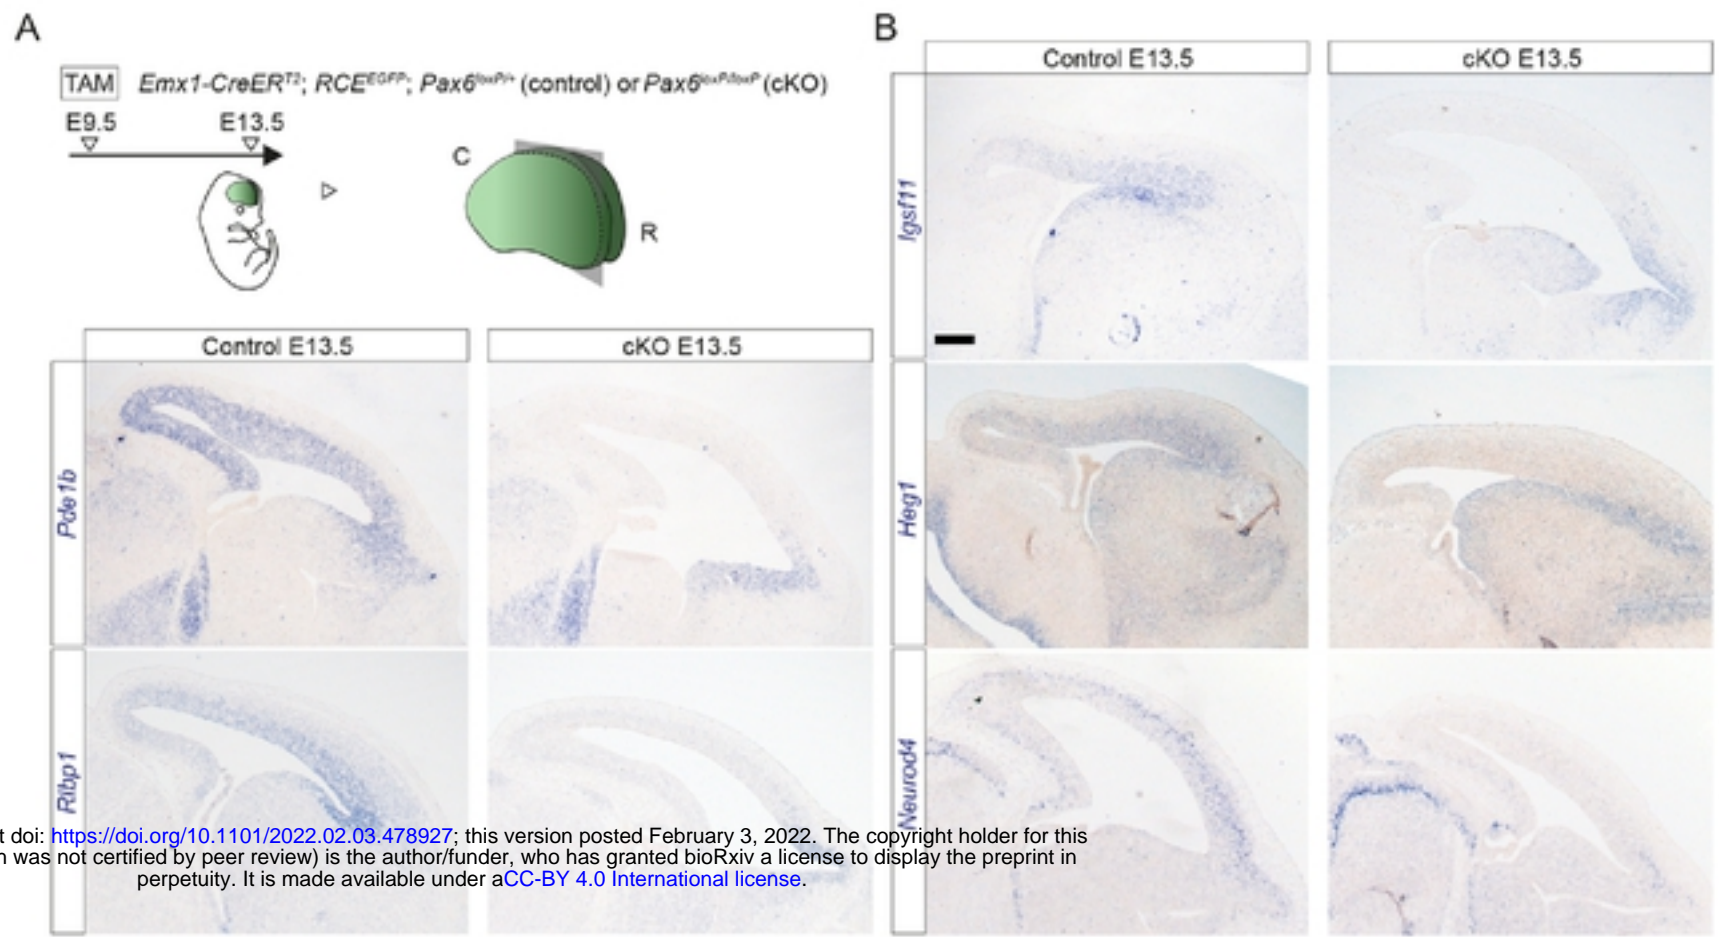 A
TAM Emx1-CreERT2; RCEEGFP; Pax6loxP/+ (control) or Pax6loxP/loxP (cKO)
E9.5 E13.5
C
R
Control E13.5 cKO E13.5
Pde1b
Rlbp1
B
Control E13.5 cKO E13.5
Igsf11
Heg1
Neurod4
t doi: https://doi.org/10.1101/2022.02.03.478927; this version posted February 3, 2022. The copyright holder for this
n was not certified by peer review) is the author/funder, who has granted bioRxiv a license to display the preprint in
perpetuity. It is made available under aCC-BY 4.0 International license.